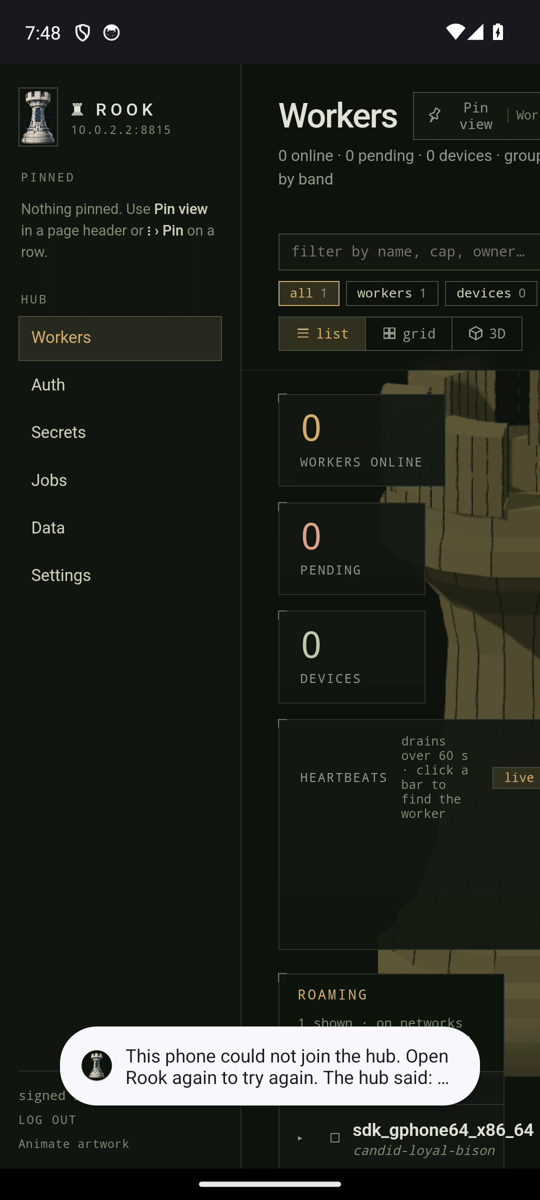 7:48
ROOK
10.0.2.2:8815
PINNED
Nothing pinned. Use Pin view
in a page header or ⋮ › Pin on a
row.
HUB
Workers
Auth
Secrets
Jobs
Data
Settings
signed
LOG OUT
Animate artwork
Workers
Pin
view
Wor
0 online · 0 pending · 0 devices · group
by band
filter by name, cap, owner…
all 1
workers 1
devices 0
list
grid
3D
0
WORKERS ONLINE
0
PENDING
0
DEVICES
HEARTBEATS
drains
over 60 s
· click a
bar to
find the
worker
live
ROAMING
1 shown · on networks
sdk_gphone64_x86_64
candid-loyal-bison
This phone could not join the hub. Open
Rook again to try again. The hub said: …